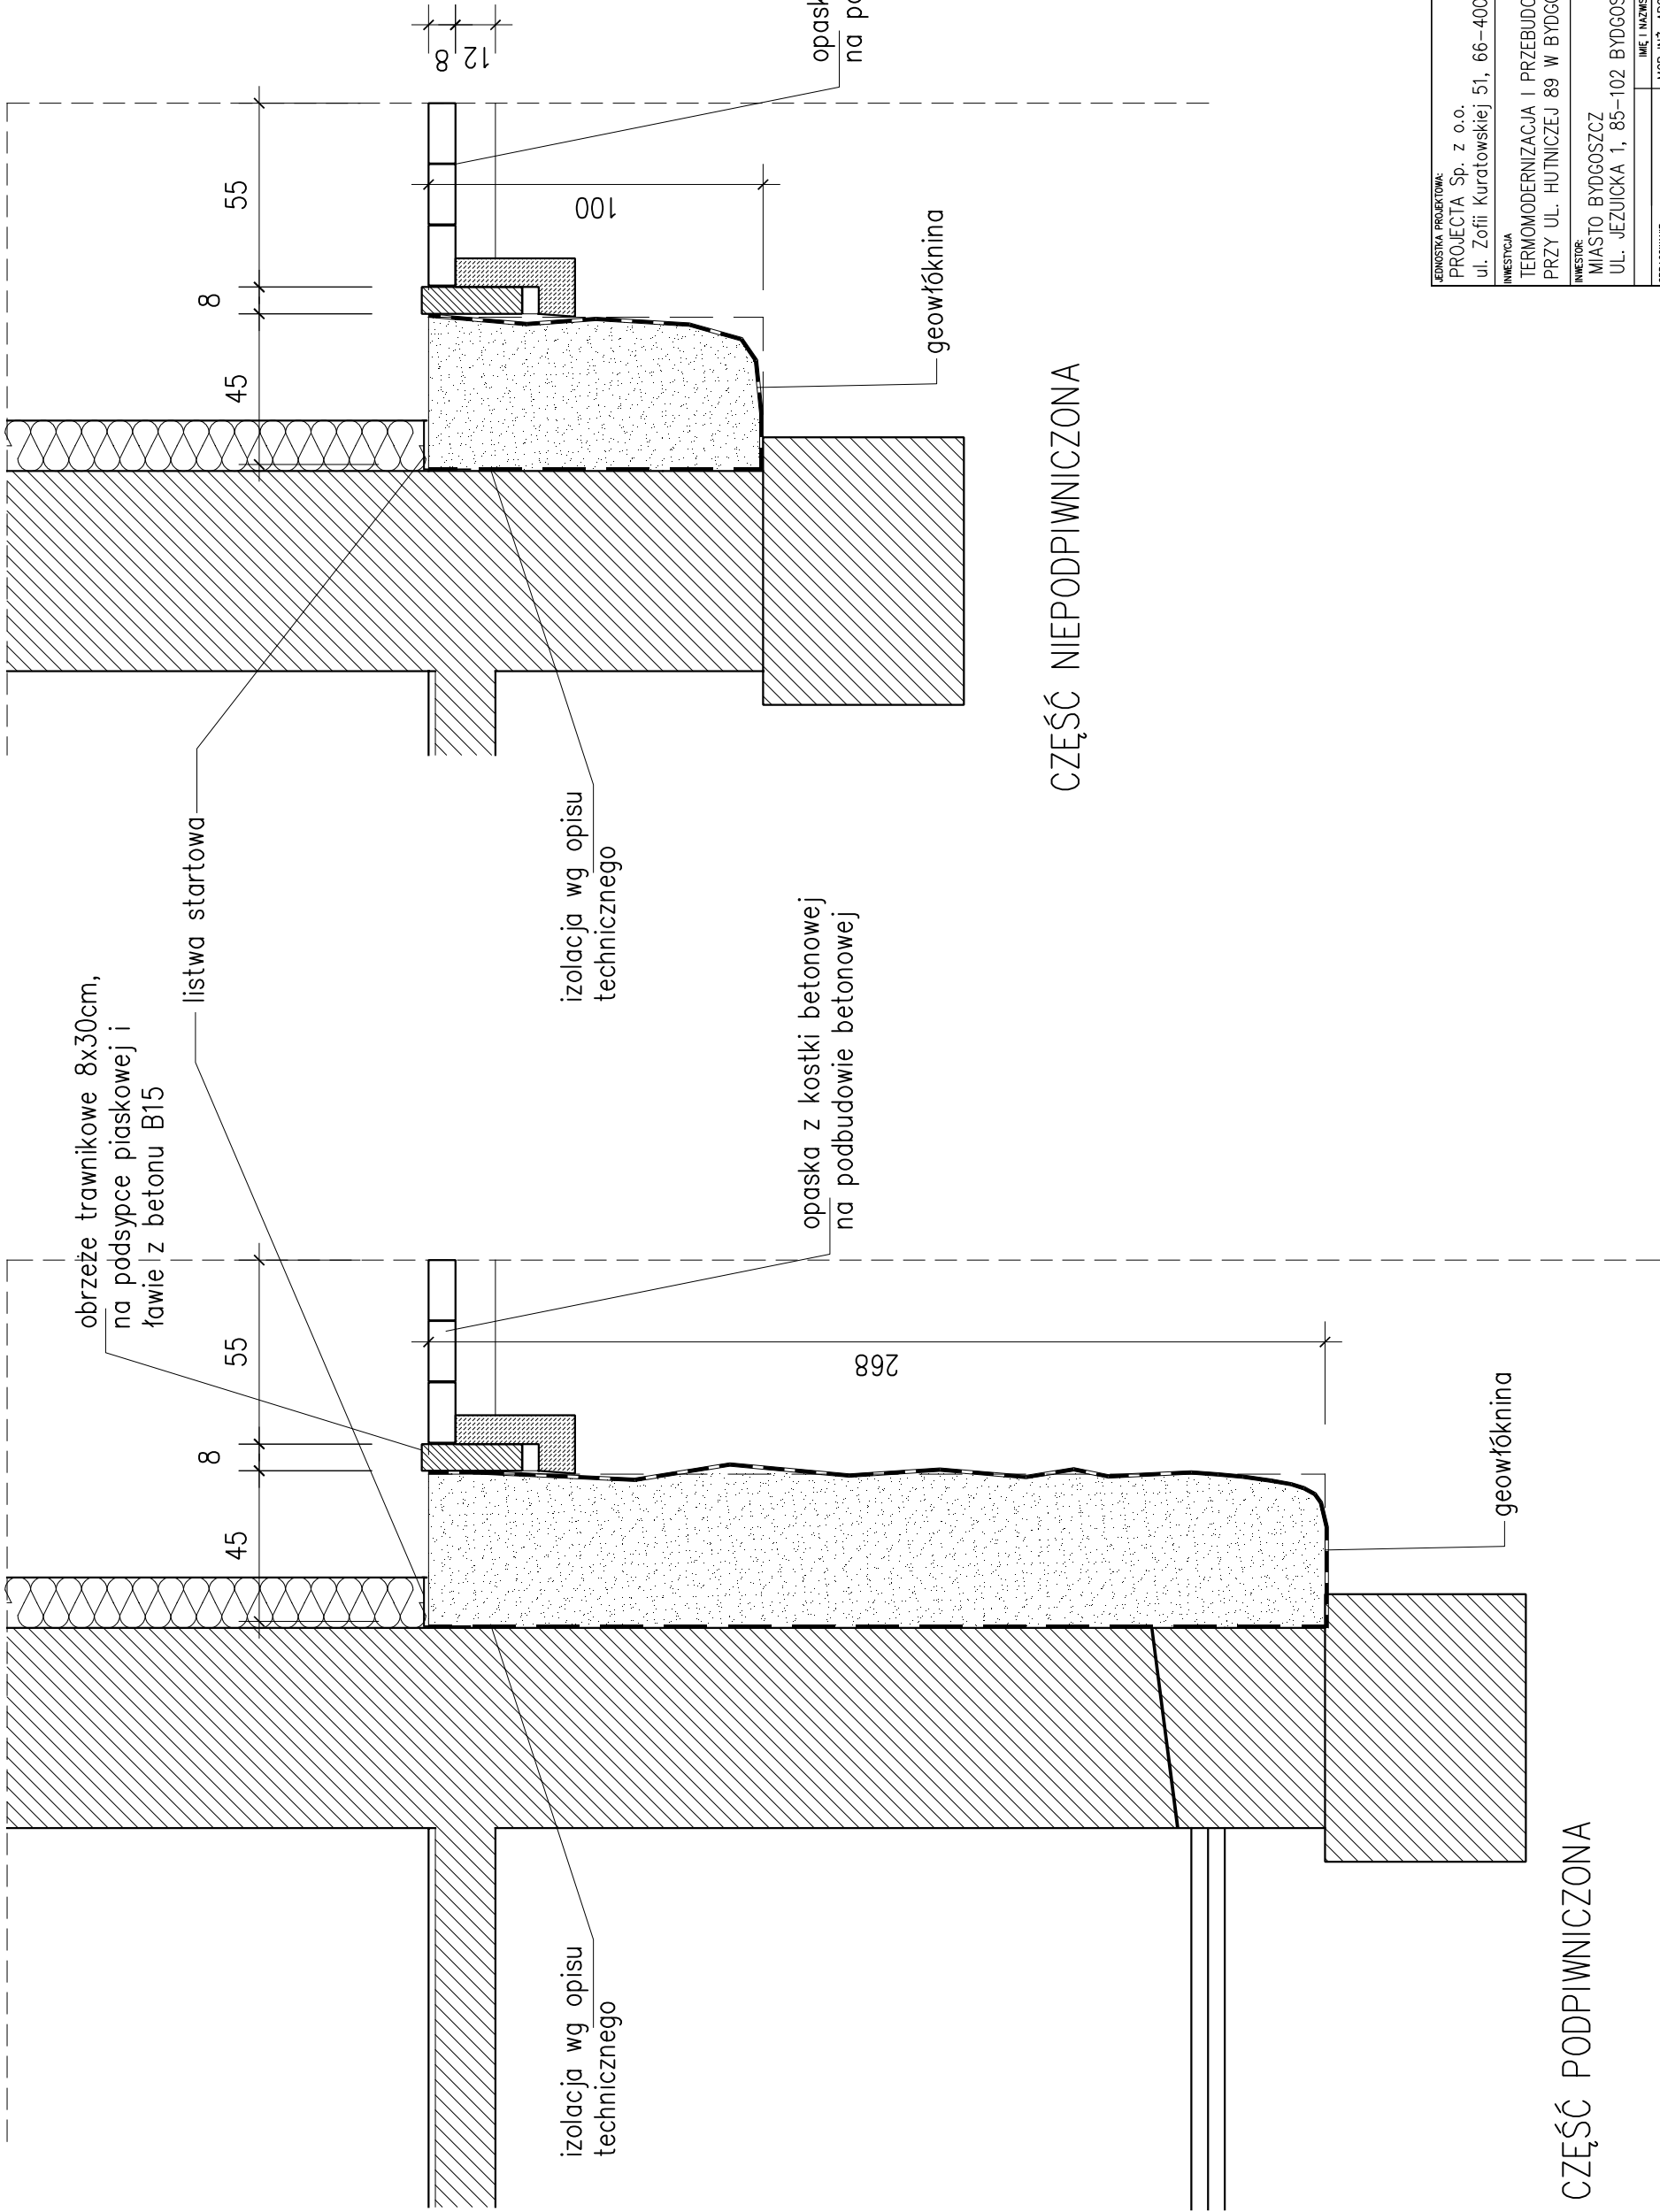 obrzeże trawnikowe 8x30cm,
na podsypce piaskowej i
ławie z betonu B15
listwa startowa
45
8
55
izolacja wg opisu
technicznego
opaska z kostki betonowej
na podbudowie betonowej
268
geowłóknina
CZĘŚĆ PODPIWNICZONA
45
8
55
8
12
100
izolacja wg opisu
technicznego
opask
na po
geowłóknina
CZĘŚĆ NIEPODPIWNICZONA
JEDNOSTKA PROJEKTOWA:
PROJECTA Sp. z o.o.
ul. Zofii Kuratowskiej 51, 66-400
INWESTYCJA
TERMOMODERNIZACJA I PRZEBUDO
PRZY UL. HUTNICZEJ 89 W BYDGO
INWESTOR:
MIASTO BYDGOSZCZ
UL. JEZUICKA 1, 85-102 BYDGOS
IMIĘ I NAZWIS